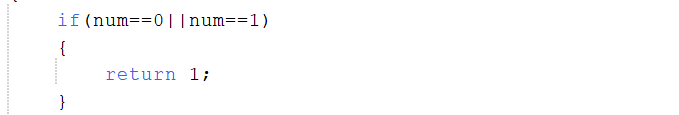 if(num==0||num==1)
{
return 1;
}